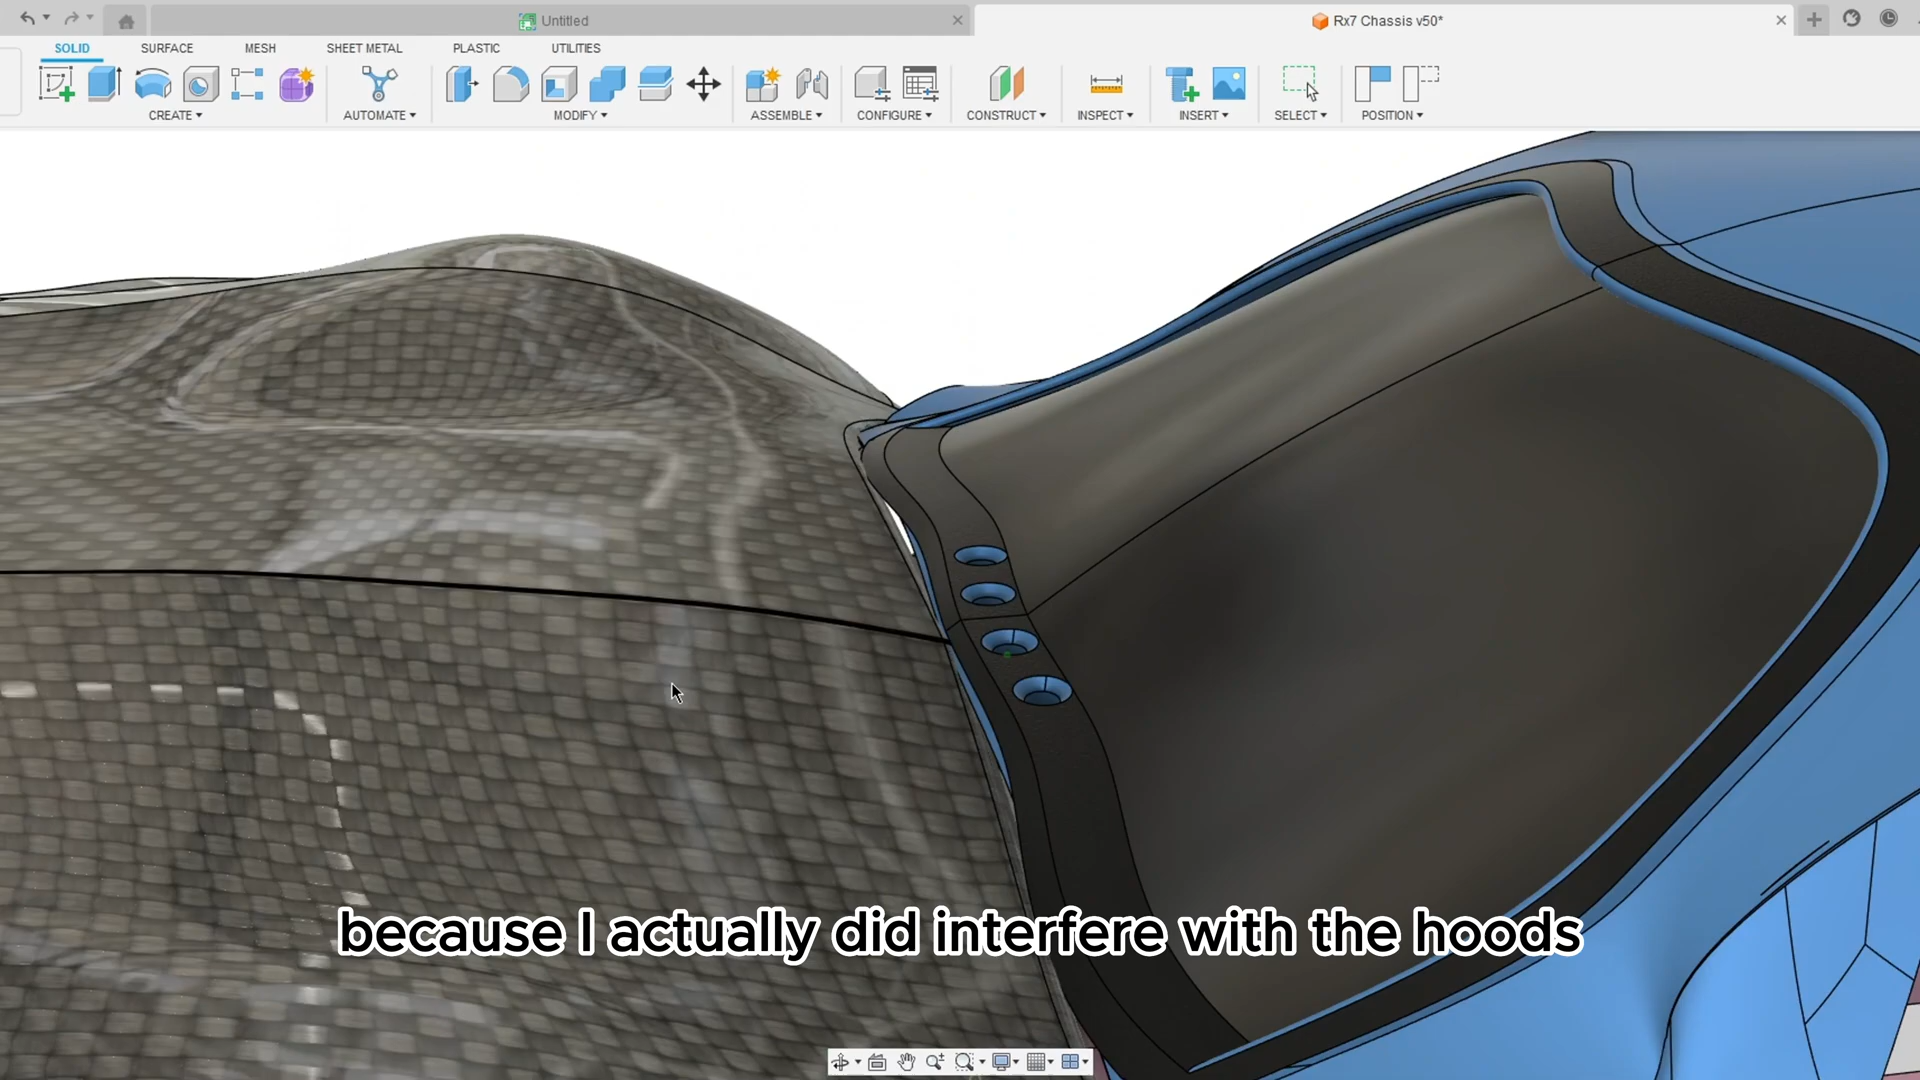 Untitled
Rx7 Chassis v50*
SOLID
SURFACE
MESH
SHEET METAL
PLASTIC
UTILITIES
CREATE
AUTOMATE
MODIFY
ASSEMBLE
CONFIGURE
CONSTRUCT
INSPECT
INSERT
SELECT
POSITION
because I actually did interfere with the hoods